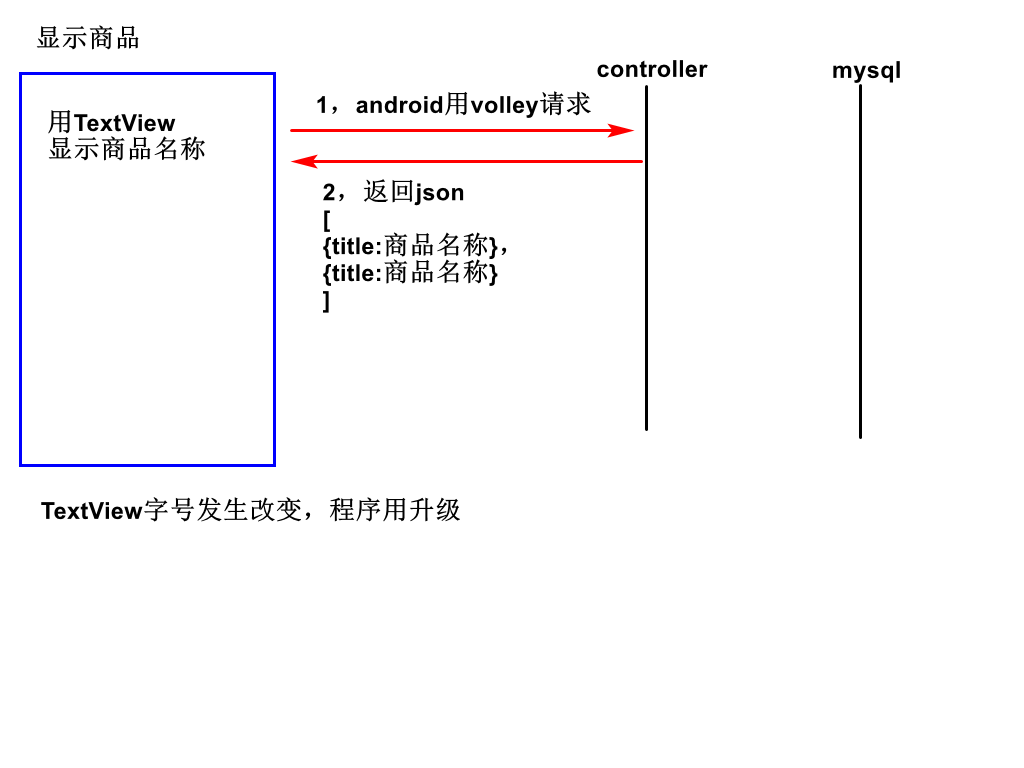 显示商品
controller
mysql
用TextView
显示商品名称
1，android用volley请求
2，返回json
[
{title:商品名称}，
{title:商品名称}
]
TextView字号发生改变，程序用升级